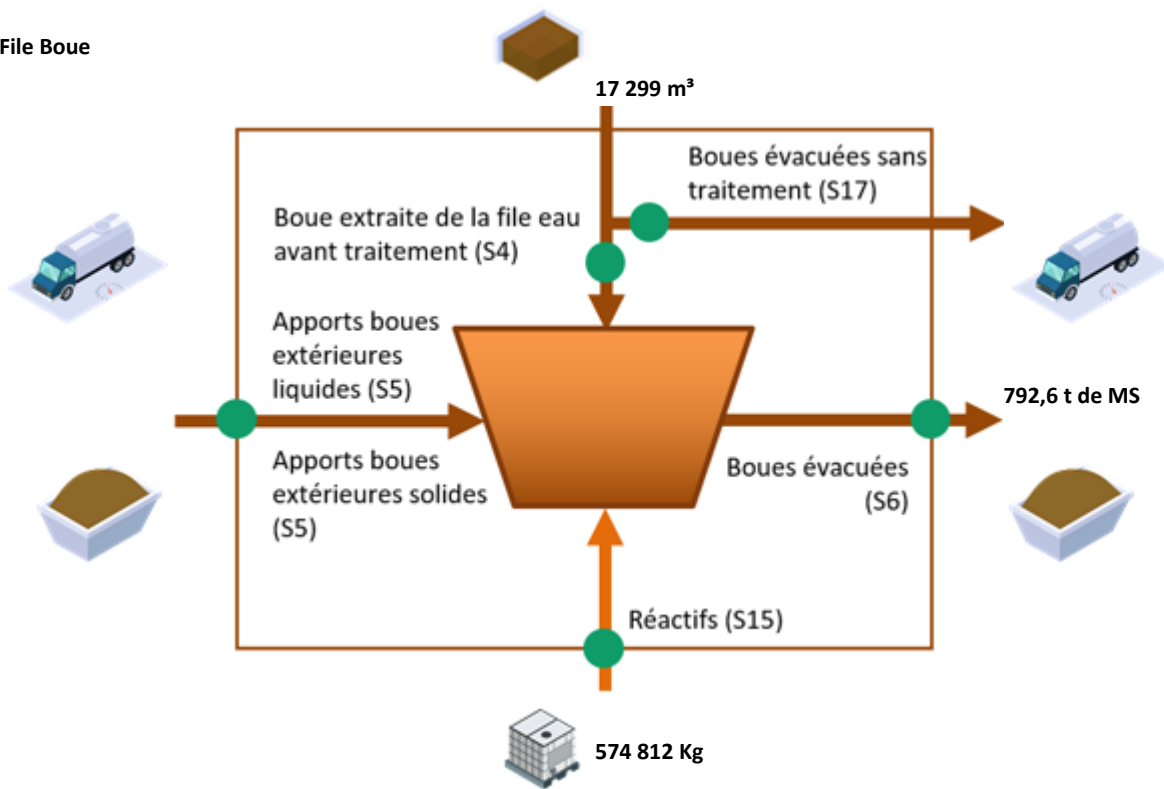 File Boue
17 299 m³
Boues évacuées sans
traitement (S17)
Boue extraite de la file eau
avant traitement (S4)
Apports boues
extérieures
liquides (S5)
792,6 t de MS
Apports boues
extérieures solides
(S5)
Boues évacuées
(S6)
Réactifs (S15)
574 812 Kg